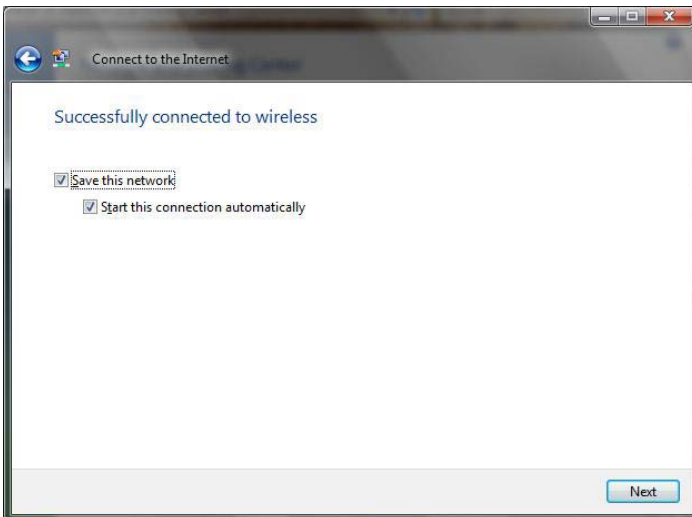 Connect to the Internet
Successfully connected to wireless
Save this network
Start this connection automatically
Next